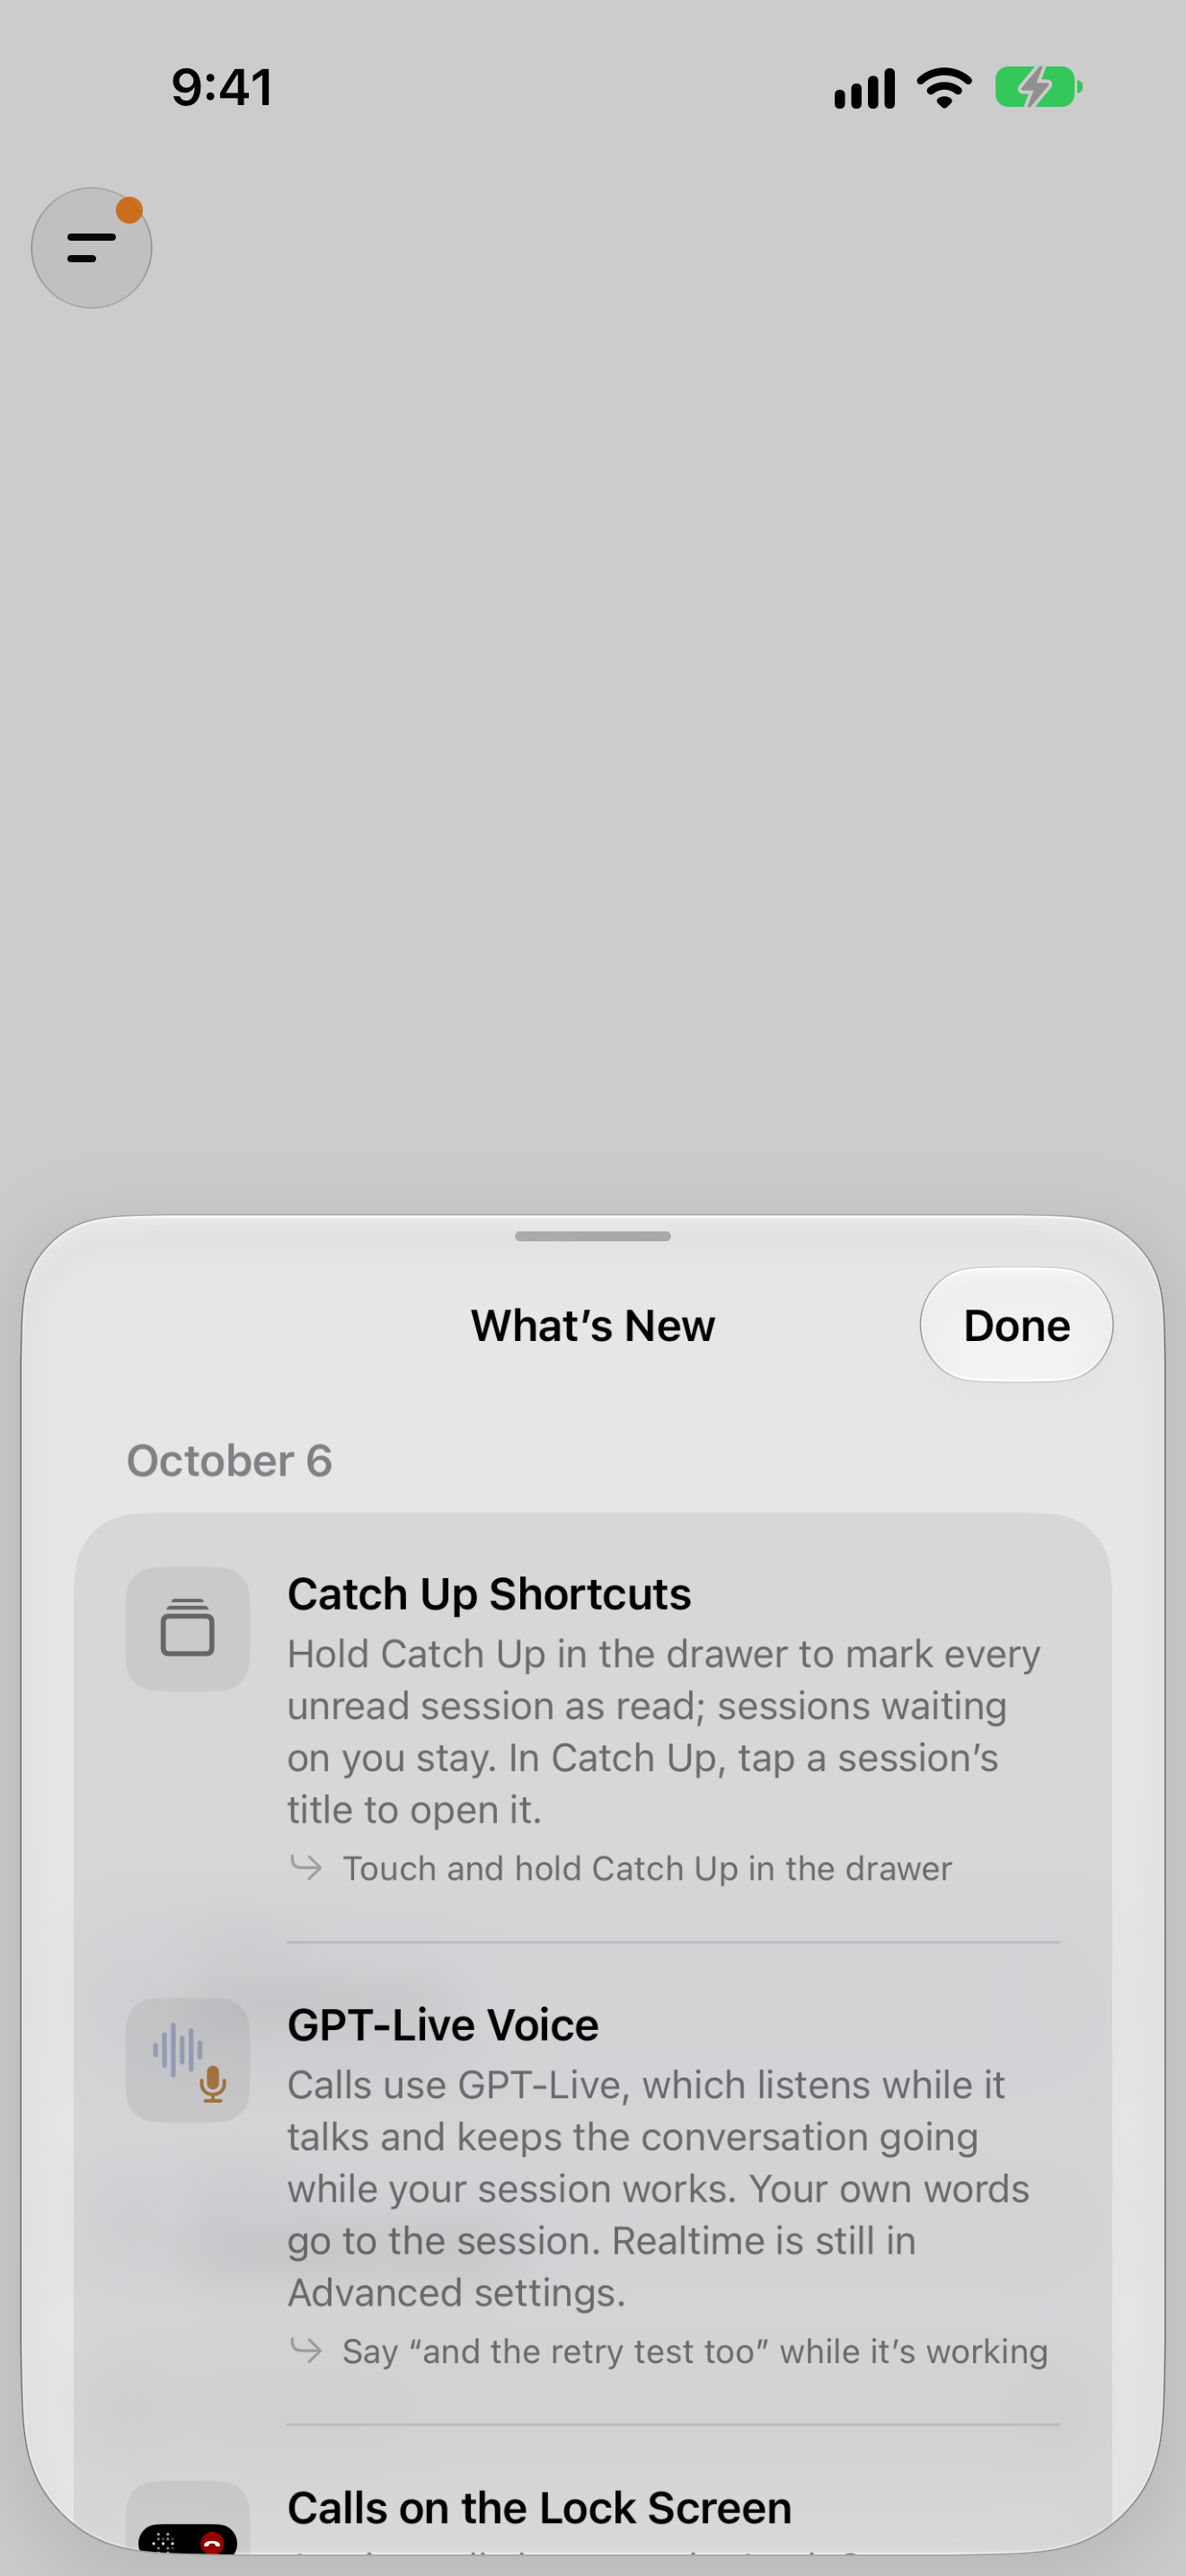 9:41
What’s New
Done
October 6
Catch Up Shortcuts
Hold Catch Up in the drawer to mark every
unread session as read; sessions waiting
on you stay. In Catch Up, tap a session’s
title to open it.
Touch and hold Catch Up in the drawer
GPT-Live Voice
Calls use GPT-Live, which listens while it
talks and keeps the conversation going
while your session works. Your own words
go to the session. Realtime is still in
Advanced settings.
Say “and the retry test too” while it’s working
Calls on the Lock Screen